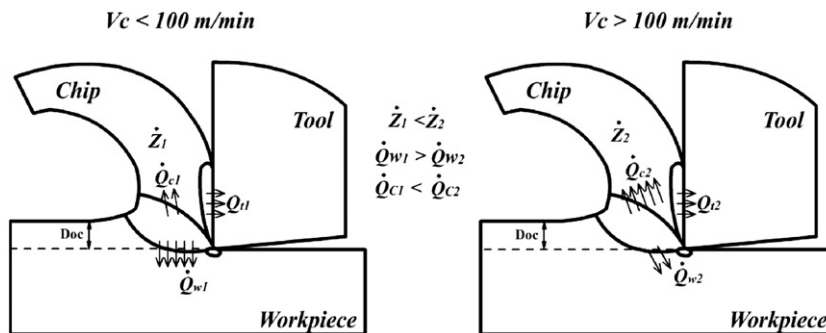 Vc < 100 m/min
Chip
Tool
Ż1
Q̇c1
Qt1
Doc
Q̇w1
Workpiece
Ż1 < Ż2
Q̇w1 > Q̇w2
Q̇C1 < Q̇C2
Vc > 100 m/min
Chip
Tool
Ż2
Q̇c2
Q̇t2
Doc
Q̇w2
Workpiece